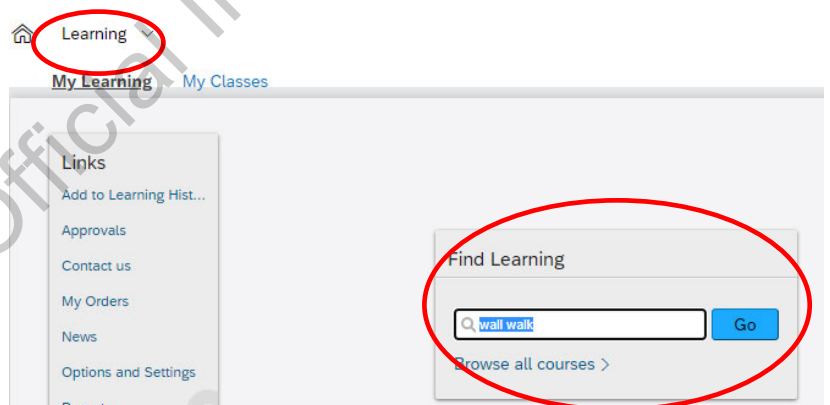 Learning
My Learning My Classes
Links
Add to Learning Hist...
Approvals
Contact us
My Orders
News
Options and Settings
Find Learning
wall walk
Go
Browse all courses >